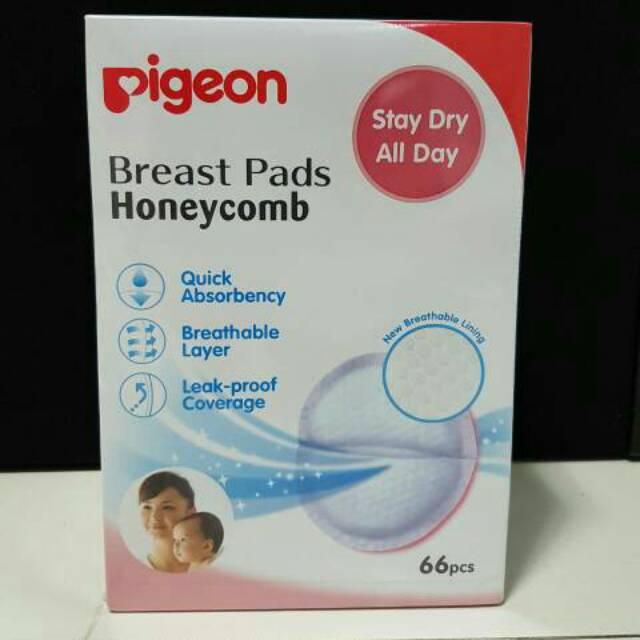 pigeon
Stay Dry
All Day
Breast Pads
Honeycomb
Quick
Absorbency
Breathable
Layer
Leak-proof
Coverage
New Breathable Lining
66pcs